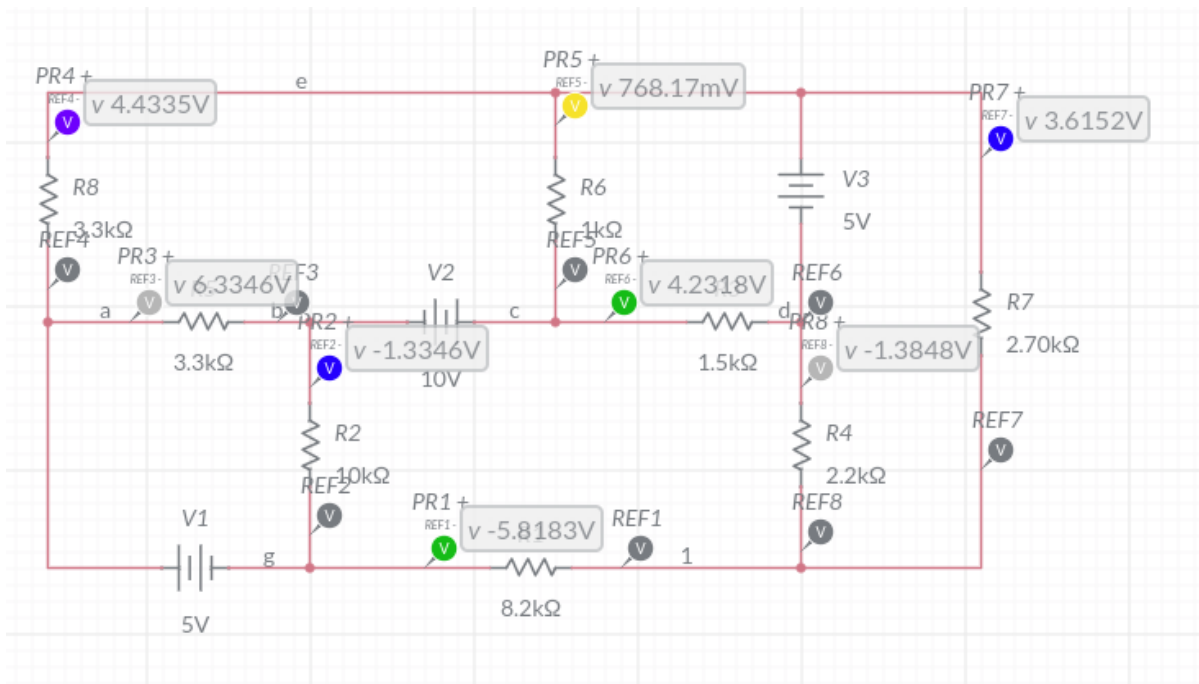 PR5 +
REF5-
v 768.17mV
PR4 +
REF4-
v 4.4335V
e
PR7 +
REF7-
v 3.6152V
R8
3.3kΩ
R6
1kΩ
V3
5V
REF4
REF5
PR3 +
REF3-
v 6.3346V
REF3
V2
PR6 +
REF6-
v 4.2318V
REF6
a
b
c
d
R7
2.70kΩ
PR2 +
REF2-
v -1.3346V
PR8 +
REF8-
v -1.3848V
3.3kΩ
10V
1.5kΩ
R2
10kΩ
R4
2.2kΩ
REF7
REF2
PR1 +
REF1-
v -5.8183V
REF1
REF8
V1
g
1
5V
8.2kΩ